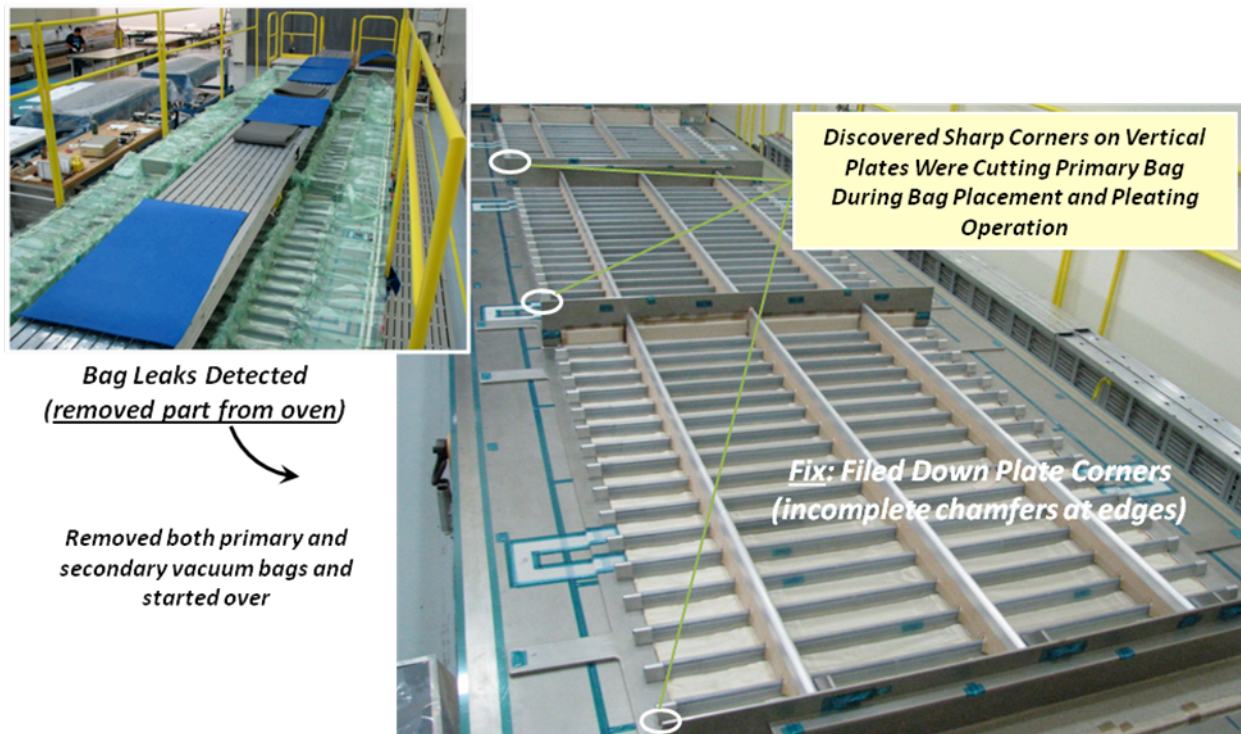 Discovered Sharp Corners on Vertical
Plates Were Cutting Primary Bag
During Bag Placement and Pleating
Operation
Bag Leaks Detected
(removed part from oven)
Removed both primary and
secondary vacuum bags and
started over
Fix: Filed Down Plate Corners
(incomplete chamfers at edges)